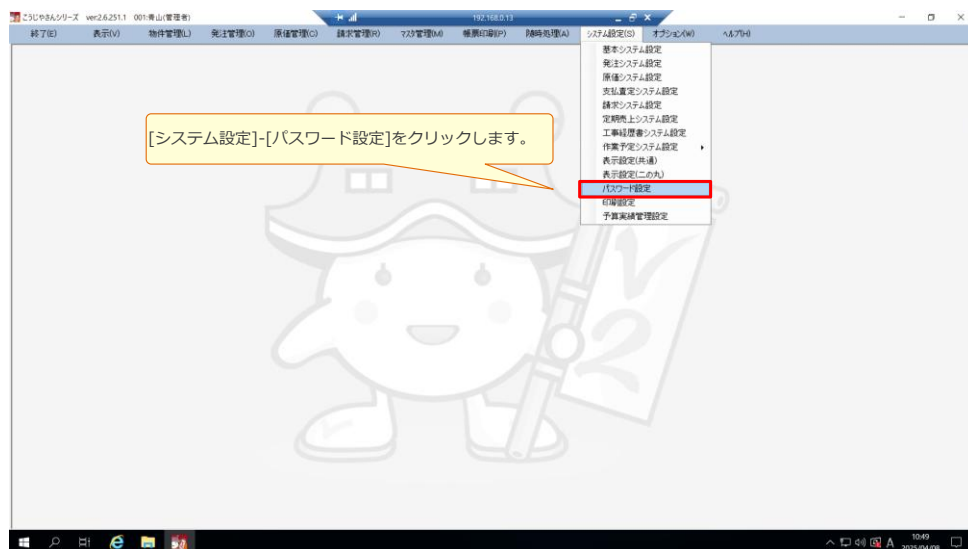 こうじやさんシリーズ ver.2.6.251.1 001:青山(管理者) 192.168.0.13
終了(E) 表示(V) 物件管理(L) 発注管理(O) 原価管理(C) 請求管理(R) マスタ管理(M) 帳票印刷(P) 随時処理(A) システム設定(S) オプション(W) ヘルプ(H)
基本システム設定
発注システム設定
原価システム設定
支払査定システム設定
請求システム設定
定期売上システム設定
工事経歴書システム設定
作業予定システム設定
表示設定(共通)
表示設定(二の丸)
パスワード設定
印刷設定
予算実績管理設定
[システム設定]-[パスワード設定]をクリックします。
V2
A 10:49
2025/04/08